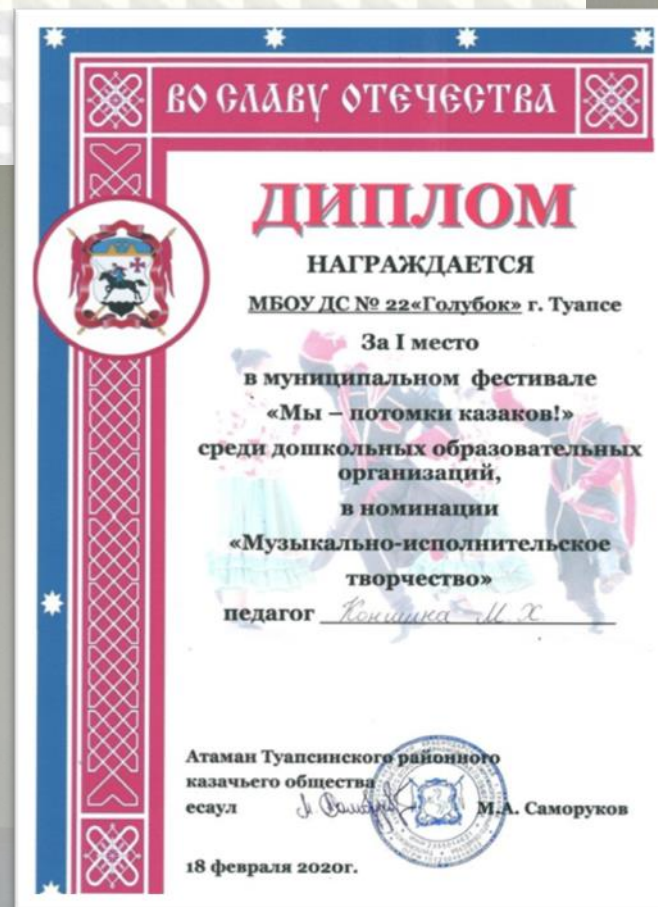 ВО СЛАВУ ОТЕЧЕСТВА
ДИПЛОМ
НАГРАЖДАЕТСЯ
МБОУ ДС № 22«Голубок» г. Туапсе
За I место
в муниципальном фестивале
«Мы – потомки казаков!»
среди дошкольных образовательных
организаций,
в номинации
«Музыкально-исполнительское
творчество»
педагог Коншина М. Х
Атаман Туапсинского районного
казачьего общества
есаул М.А. Саморуков
18 февраля 2020г.